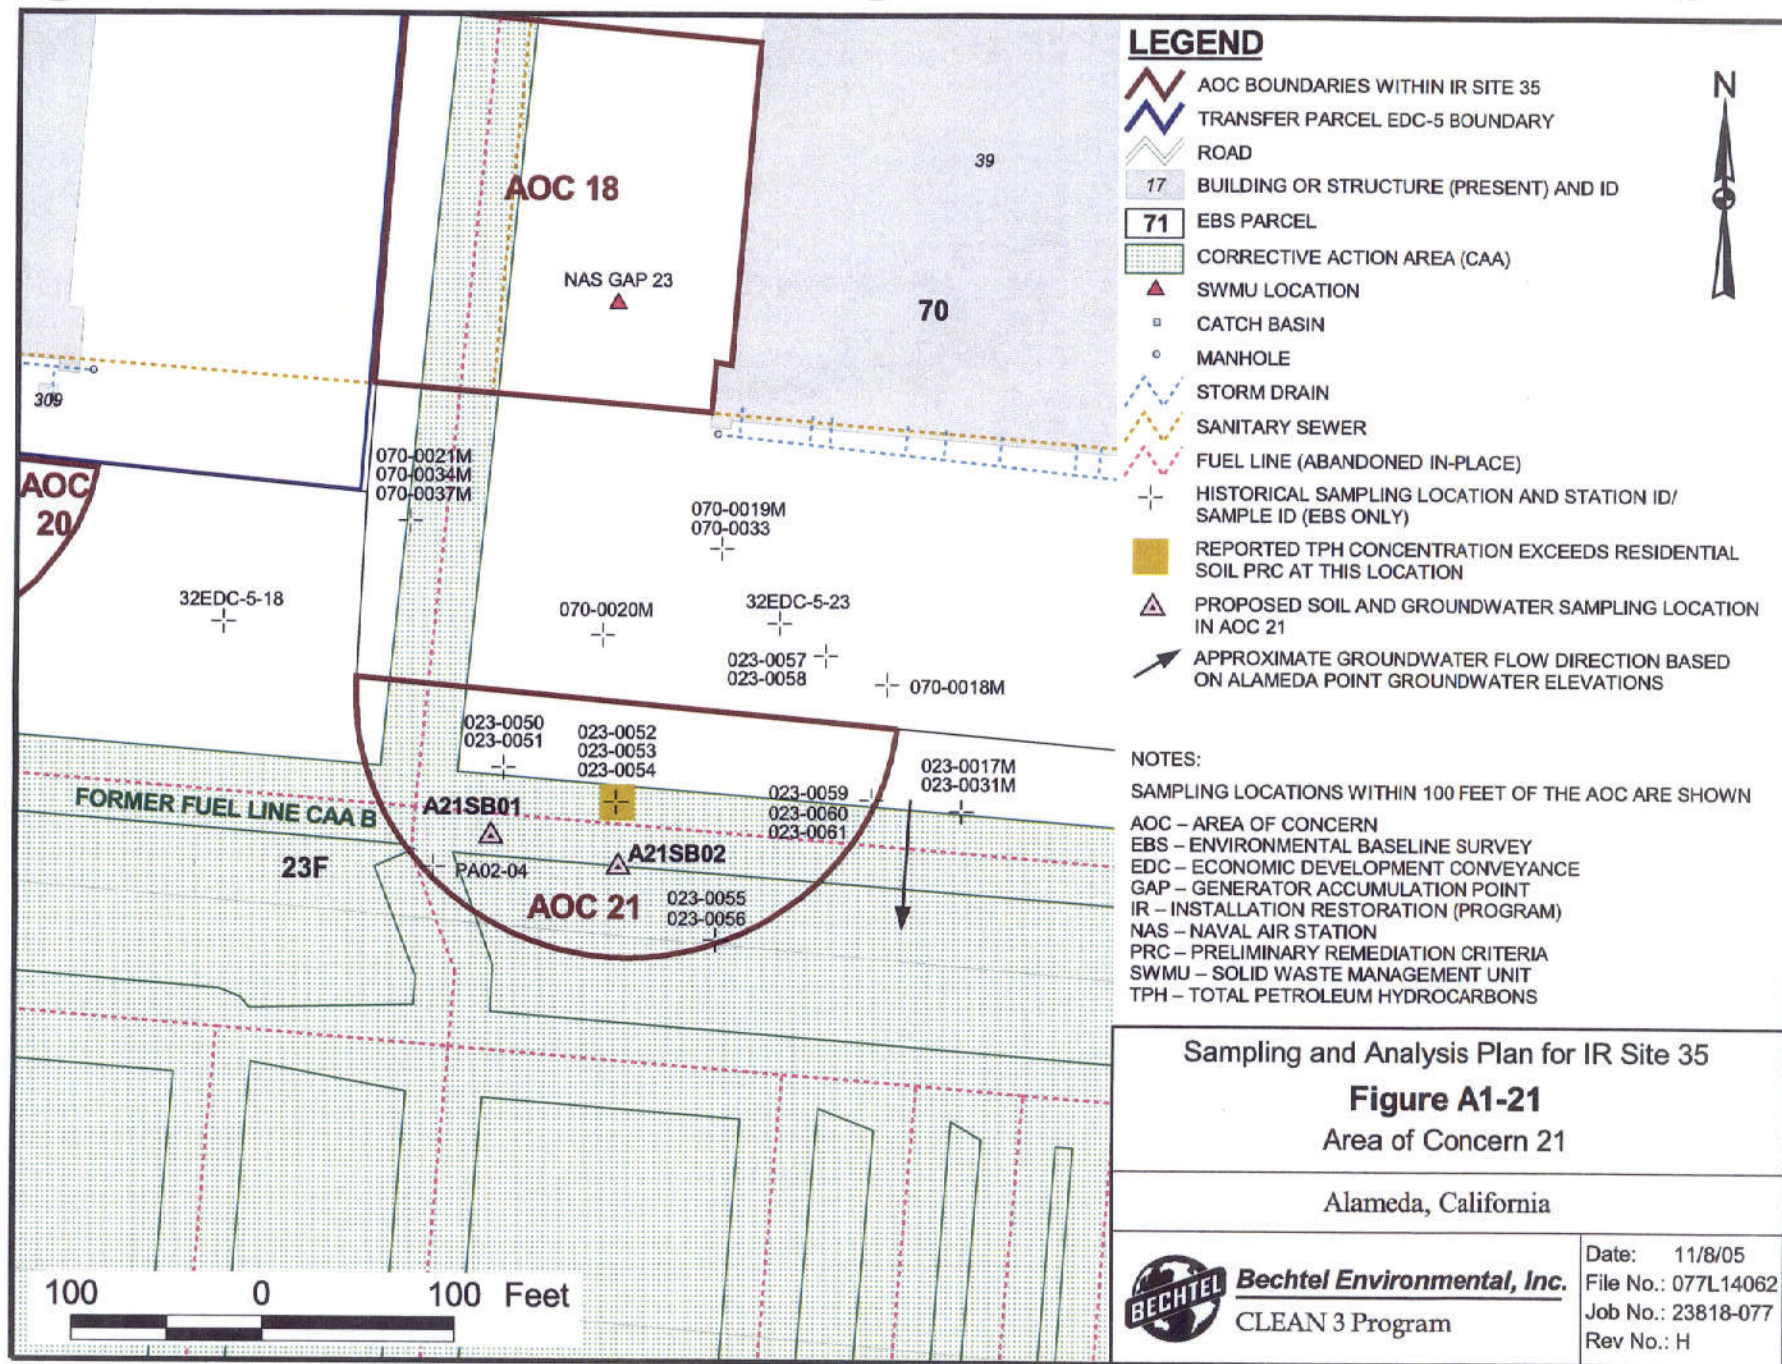 39
AOC 18
NAS GAP 23
70
309
AOC
20
070-0021M
070-0034M
070-0037M
070-0019M
070-0033
32EDC-5-18
070-0020M
32EDC-5-23
023-0057
023-0058
070-0018M
023-0050
023-0051
023-0052
023-0053
023-0054
023-0017M
023-0031M
023-0059
023-0060
023-0061
FORMER FUEL LINE CAA B
A21SB01
A21SB02
23F
PA02-04
AOC 21
023-0055
023-0056
100 0 100 Feet
LEGEND
AOC BOUNDARIES WITHIN IR SITE 35
TRANSFER PARCEL EDC-5 BOUNDARY
ROAD
17 BUILDING OR STRUCTURE (PRESENT) AND ID
71 EBS PARCEL
CORRECTIVE ACTION AREA (CAA)
SWMU LOCATION
CATCH BASIN
MANHOLE
STORM DRAIN
SANITARY SEWER
FUEL LINE (ABANDONED IN-PLACE)
HISTORICAL SAMPLING LOCATION AND STATION ID/
SAMPLE ID (EBS ONLY)
REPORTED TPH CONCENTRATION EXCEEDS RESIDENTIAL
SOIL PRC AT THIS LOCATION
PROPOSED SOIL AND GROUNDWATER SAMPLING LOCATION
IN AOC 21
APPROXIMATE GROUNDWATER FLOW DIRECTION BASED
ON ALAMEDA POINT GROUNDWATER ELEVATIONS
N
NOTES:
SAMPLING LOCATIONS WITHIN 100 FEET OF THE AOC ARE SHOWN
AOC – AREA OF CONCERN
EBS – ENVIRONMENTAL BASELINE SURVEY
EDC – ECONOMIC DEVELOPMENT CONVEYANCE
GAP – GENERATOR ACCUMULATION POINT
IR – INSTALLATION RESTORATION (PROGRAM)
NAS – NAVAL AIR STATION
PRC – PRELIMINARY REMEDIATION CRITERIA
SWMU – SOLID WASTE MANAGEMENT UNIT
TPH – TOTAL PETROLEUM HYDROCARBONS
Sampling and Analysis Plan for IR Site 35
Figure A1-21
Area of Concern 21
Alameda, California
BECHTEL
Bechtel Environmental, Inc.
CLEAN 3 Program
Date: 11/8/05
File No.: 077L14062
Job No.: 23818-077
Rev No.: H